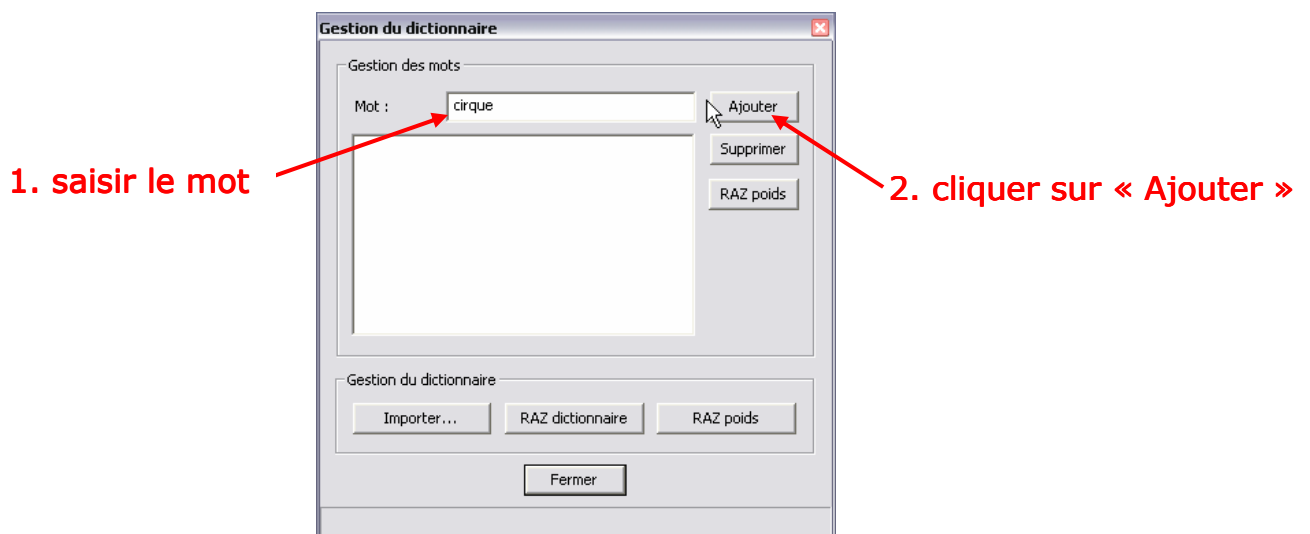 Gestion du dictionnaire
Gestion des mots
Mot :
cirque
Ajouter
Supprimer
RAZ poids
1. saisir le mot
2. cliquer sur « Ajouter »
Gestion du dictionnaire
Importer...
RAZ dictionnaire
RAZ poids
Fermer